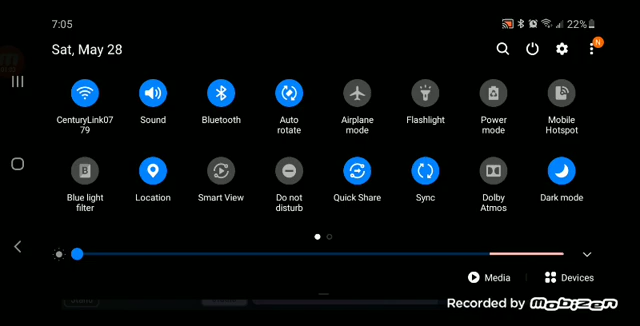 7:05
22%
Sat, May 28
N
CenturyLink07
79
Sound
Bluetooth
Auto
rotate
Airplane
mode
Flashlight
Power
mode
Mobile
Hotspot
Blue light
filter
Location
Smart View
Do not
disturb
Quick Share
Sync
Dolby
Atmos
Dark mode
Media
Devices
Recorded by Mobizen